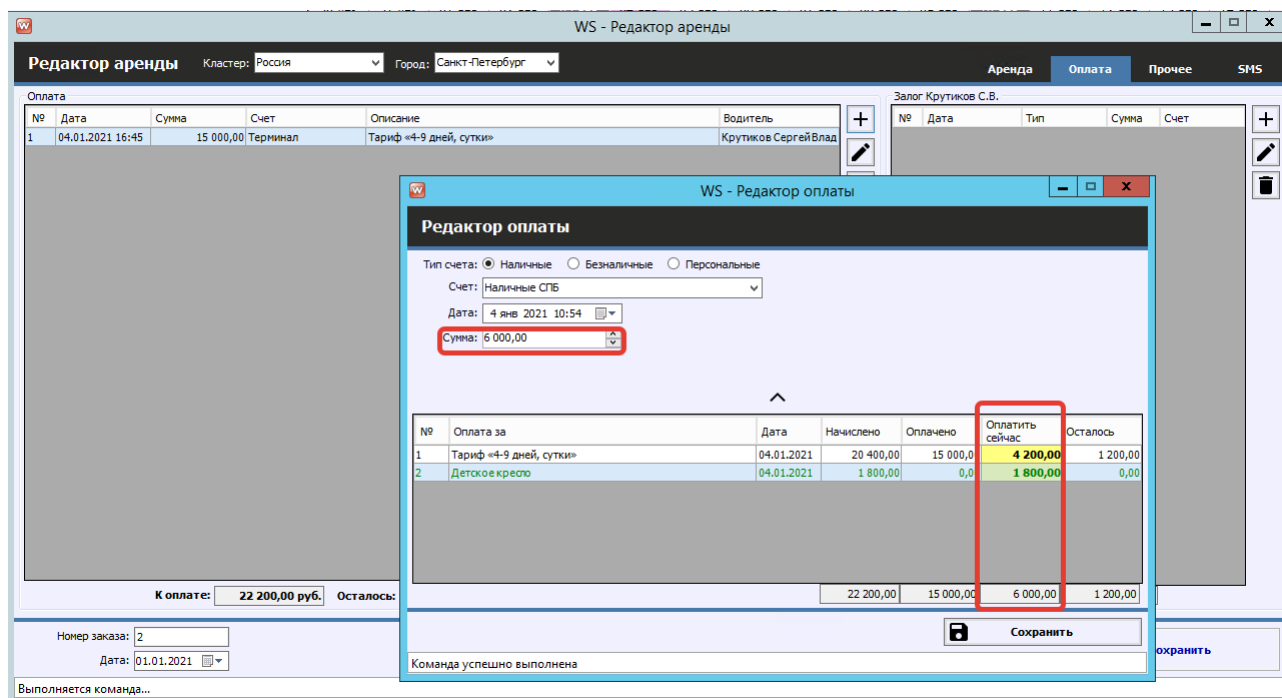 WS - Редактор аренды
Редактор аренды Кластер: Россия Город: Санкт-Петербург Аренда Оплата Прочее SMS
Оплата Залог Крутиков С.В.
№ Дата Сумма Счет Описание Водитель № Дата Тип Сумма Счет
1 04.01.2021 16:45 15 000,00 Терминал Тариф «4-9 дней, сутки» Крутиков Сергей Влад
WS - Редактор оплаты
Редактор оплаты
Тип счета: Наличные Безналичные Персональные
Счет: Наличные СПБ
Дата: 4 янв 2021 10:54
Сумма: 6 000,00
№ Оплата за Дата Начислено Оплачено Оплатить сейчас Осталось
1 Тариф «4-9 дней, сутки» 04.01.2021 20 400,00 15 000,0 4 200,00 1 200,00
2 Детское кресло 04.01.2021 1 800,00 0,0 1 800,00 0,00
К оплате: 22 200,00 руб. Осталось: 22 200,00 15 000,00 6 000,00 1 200,00
Сохранить
Номер заказа: 2
Дата: 01.01.2021 охранить
Команда успешно выполнена
Выполняется команда...